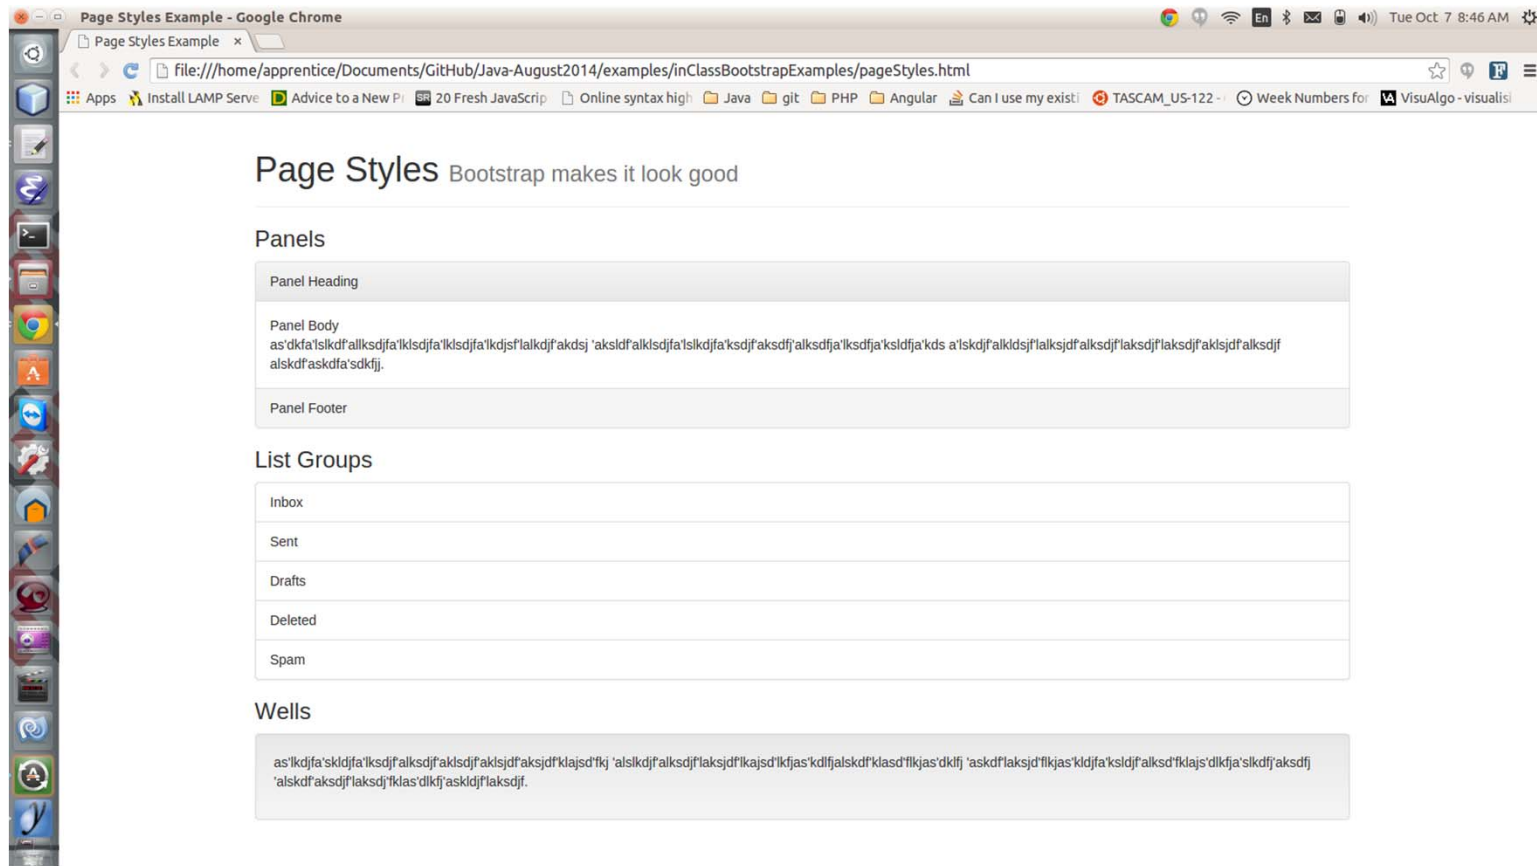 Page Styles Example - Google Chrome
En
Tue Oct 7 8:46 AM
Page Styles Example ×
file:///home/apprentice/Documents/GitHub/Java-August2014/examples/inClassBootstrapExamples/pageStyles.html
Apps Install LAMP Serve Advice to a New P SR 20 Fresh JavaScrip Online syntax high Java git PHP Angular Can I use my existi TASCAM_US-122 - Week Numbers for VA VisuAlgo - visualisi
Page Styles Bootstrap makes it look good
Panels
Panel Heading
Panel Body
as'dkfa'lslkdf'allksdjfa'lklsdjfa'lklsdjfa'lkdjsf'lalkdjf'akdsj 'aksldf'alklsdjfa'lslkdjfa'ksdjf'aksdfj'alksdfja'lksdfja'ksldfja'kds a'lskdjf'alkldsjf'lalksjdf'alksdjf'laksdjf'laksdjf'aklsjdf'alksdjf
alskdf'askdfa'sdkfjj.
Panel Footer
List Groups
Inbox
Sent
Drafts
Deleted
Spam
Wells
as'lkdjfa'skldjfa'lksdjf'alksdjf'aklsdjf'aklsjdf'aksjdf'klajsd'fkj 'alslkdjf'alksdjf'laksjdf'lkajsd'lkfjas'kdlfjalskdf'klasd'flkjas'dklfj 'askdf'laksjd'flkjas'kldjfa'ksldjf'alksd'fklajs'dlkfja'slkdfj'aksdfj
'alskdf'aksdjf'laksdj'fklas'dlkfj'askldjf'laksdjf.